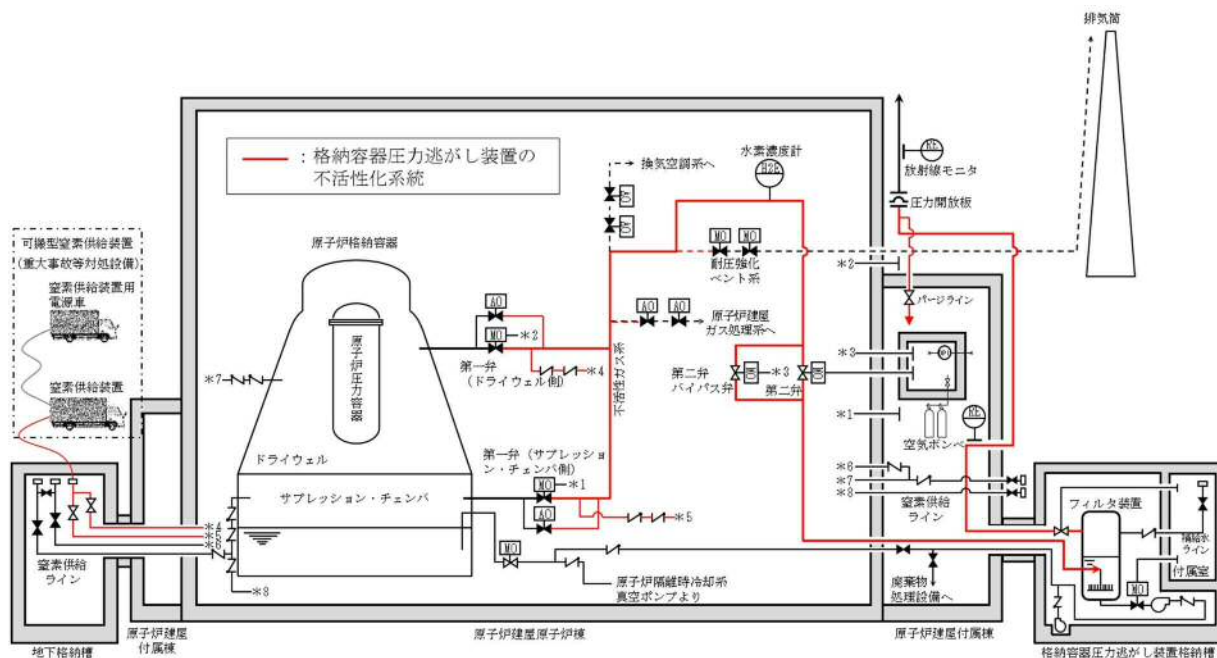 排気筒
：格納容器圧力逃がし装置の
不活性化系統
換気空調系へ
AO
AO
水素濃度計
H2E
RE
放射線モニタ
圧力開放板
可搬型窒素供給装置
(重大事故等対処設備)
窒素供給装置用
電源車
窒素供給装置
原子炉格納容器
原子炉圧力容器
MO
MO
耐圧強化
ベント系
*2
パージライン
AO
MO
*2
第一弁
(ドライウェル側)
*4
*7
AO
AO
原子炉建屋
ガス処理系へ
不活性ガス系
第二弁
バイパス弁
MO
*3
第二弁
MO
*3
*1
空気ボンベ
RE
ドライウェル
第一弁（サプレッショ
ン・チェンバ側）
MO
*1
AO
*5
サプレッション・チェンバ
*6
*7
*8
窒素供給
ライン
フィルタ装置
補給水
ライン
付属室
MO
*4
*5
*6
窒素供給
ライン
*8
MO
原子炉隔離時冷却系
真空ポンプより
廃棄物
処理設備へ
地下格納槽
原子炉建屋
付属棟
原子炉建屋原子炉棟
原子炉建屋付属棟
格納容器圧力逃がし装置格納槽